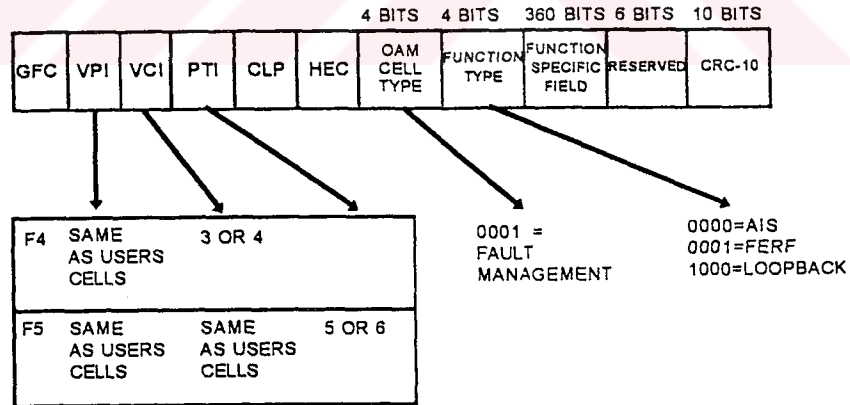 4 BITS 4 BITS 360 BITS 6 BITS 10 BITS
GFC VPI VCI PTI CLP HEC OAM CELL TYPE FUNCTION TYPE FUNCTION SPECIFIC FIELD RESERVED CRC-10
F4 SAME AS USERS CELLS 3 OR 4
F5 SAME AS USERS CELLS SAME AS USERS CELLS 5 OR 6
0001 =
FAULT
MANAGEMENT
0000=AIS
0001=FERF
1000=LOOPBACK